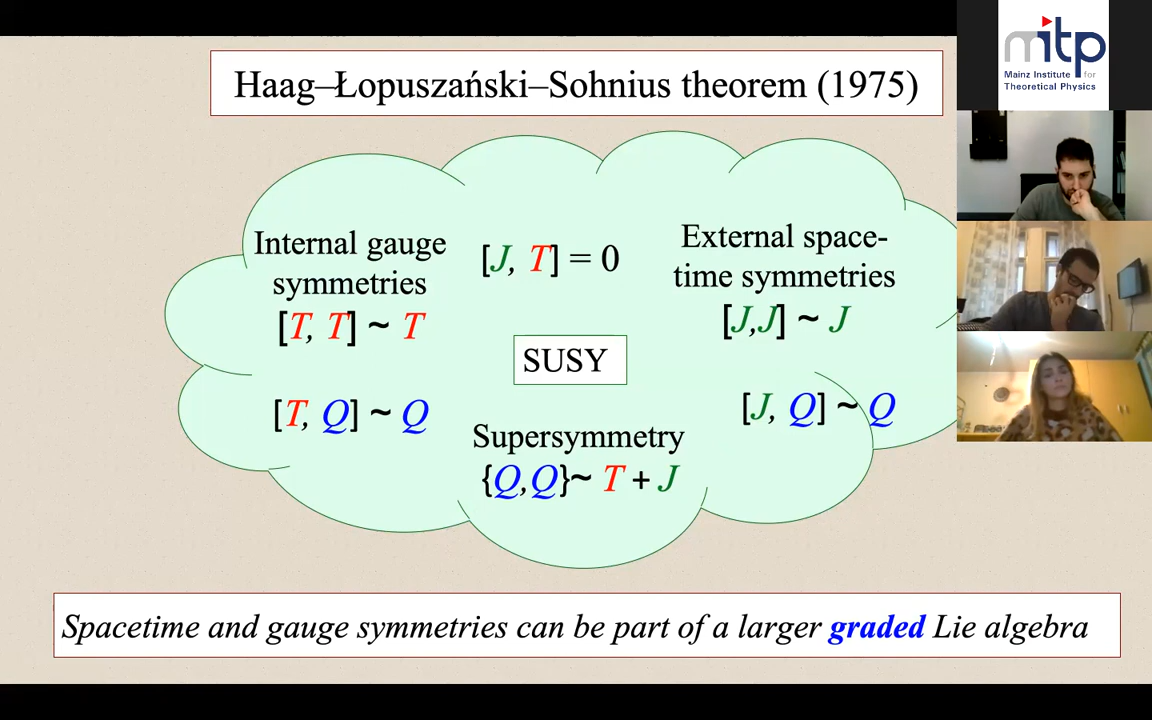 Haag–Łopuszański–Sohnius theorem (1975)
mitp
Mainz Institute for
Theoretical Physics
Internal gauge
symmetries
[T, T] ~ T
[J, T] = 0
External space-
time symmetries
[J,J] ~ J
SUSY
[T, Q] ~ Q
[J, Q] ~ Q
Supersymmetry
{Q,Q}~ T + J
Spacetime and gauge symmetries can be part of a larger graded Lie algebra